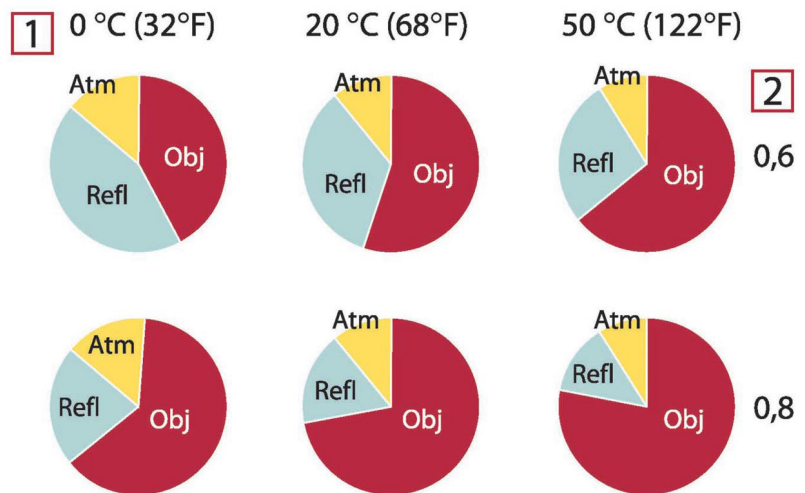 1 0 °C (32°F) 20 °C (68°F) 50 °C (122°F)
Atm Atm Atm 2
Obj Obj Obj 0,6
Refl Refl Refl
Atm Atm Atm
Refl Refl Refl
Obj Obj Obj 0,8